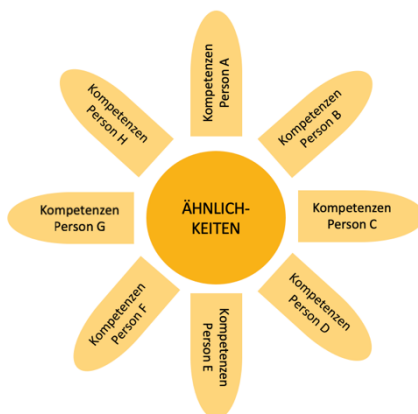 Kompetenzen
Person A
Kompetenzen
Person B
Kompetenzen
Person C
Kompetenzen
Person D
Kompetenzen
Person E
Kompetenzen
Person F
Kompetenzen
Person G
Kompetenzen
Person H
ÄHNLICH-
KEITEN